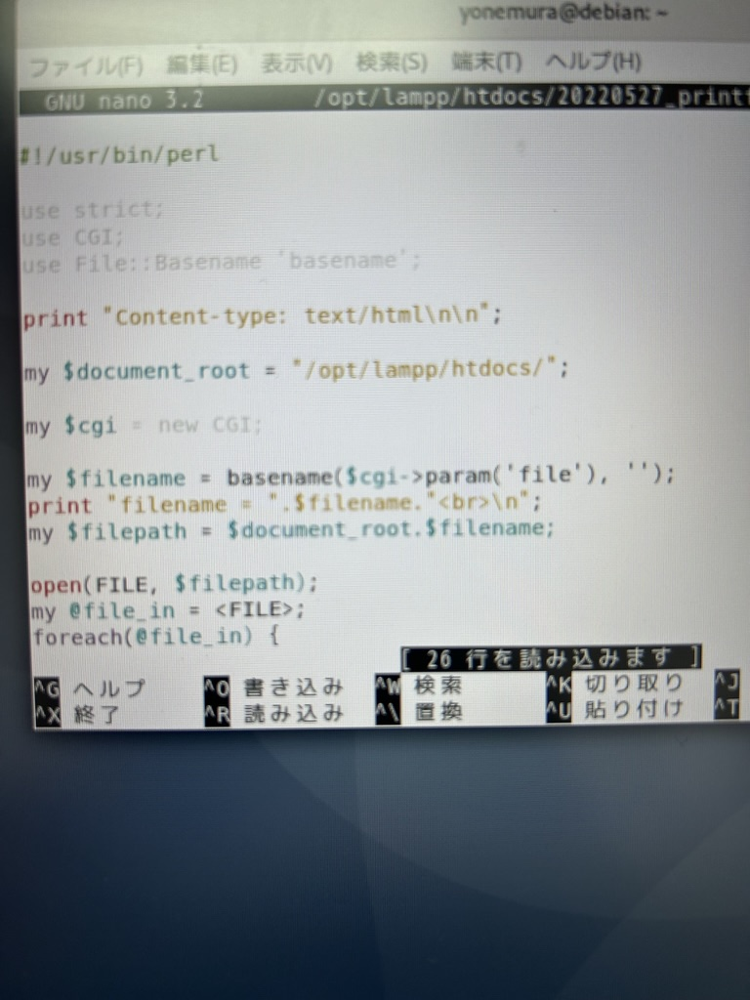 yonemura@debian: ~
ファイル(F) 編集(E) 表示(V) 検索(S) 端末(T) ヘルプ(H)
GNU nano 3.2 /opt/lampp/htdocs/20220527_print
#!/usr/bin/perl
use strict;
use CGI;
use File::Basename 'basename';
print "Content-type: text/html\n\n";
my $document_root = "/opt/lampp/htdocs/";
my $cgi = new CGI;
my $filename = basename($cgi->param('file'), '');
print "filename = ".$filename."<br>\n";
my $filepath = $document_root.$filename;
open(FILE, $filepath);
my @file_in = <FILE>;
foreach(@file_in) {
[ 26 行を読み込みます ]
^G ヘルプ ^O 書き込み ^W 検索 ^K 切り取り ^J
^X 終了 ^R 読み込み ^\ 置換 ^U 貼り付け ^T